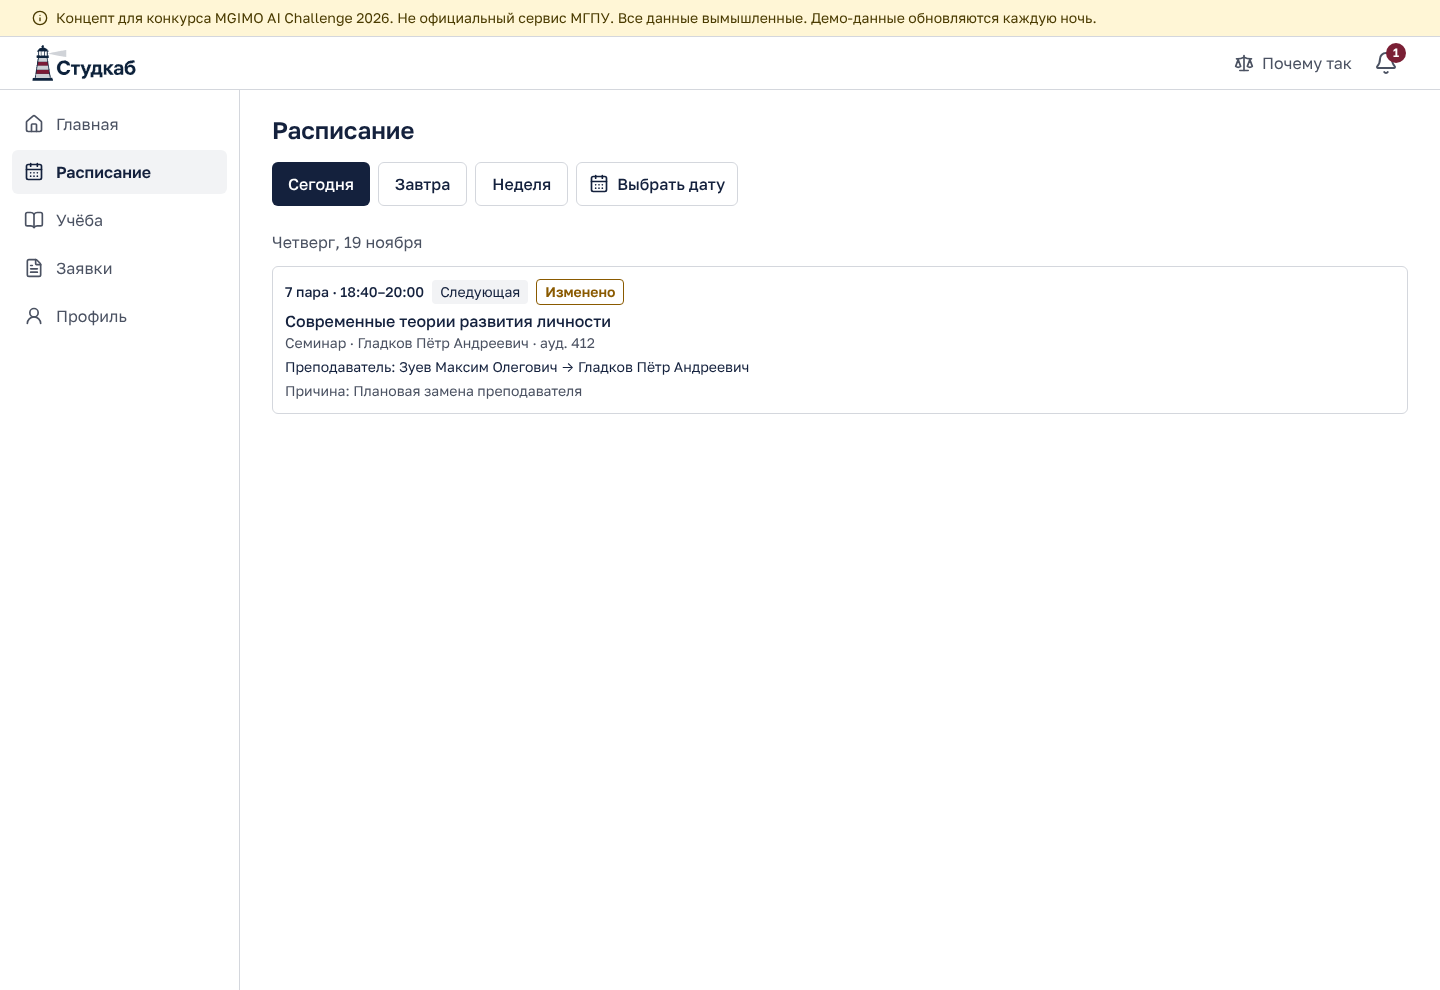 Концепт для конкурса MGIMO AI Challenge 2026. Не официальный сервис МГПУ. Все данные вымышленные. Демо-данные обновляются каждую ночь.
Студкаб
Почему так
1
Главная
Расписание
Учёба
Заявки
Профиль
Расписание
Сегодня
Завтра
Неделя
Выбрать дату
Четверг, 19 ноября
7 пара · 18:40–20:00 Следующая Изменено
Современные теории развития личности
Семинар · Гладков Пётр Андреевич · ауд. 412
Преподаватель: Зуев Максим Олегович → Гладков Пётр Андреевич
Причина: Плановая замена преподавателя